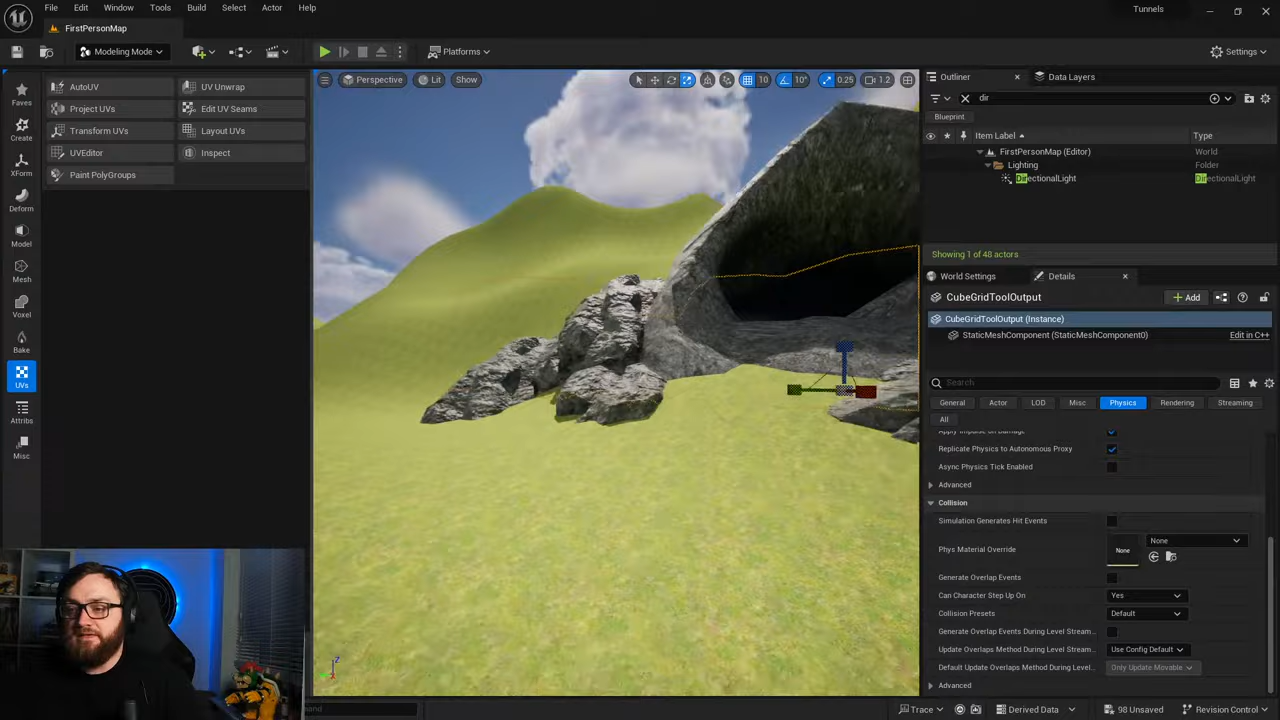 File Edit Window Tools Build Select Actor Help
Tunnels
FirstPersonMap
Modeling Mode
Platforms
Settings
Faves
Create
XForm
Deform
Model
Mesh
Voxel
Bake
UVs
Attribs
Misc
AutoUV
UV Unwrap
Project UVs
Edit UV Seams
Transform UVs
Layout UVs
UVEditor
Inspect
Paint PolyGroups
Perspective Lit Show
10 10° 0.25 1.2
Z
Outliner
Data Layers
dir
Blueprint
Item Label Type
FirstPersonMap (Editor) World
Lighting Folder
DirectionalLight DirectionalLight
Showing 1 of 48 actors
World Settings Details
CubeGridToolOutput
Add
CubeGridToolOutput (Instance)
StaticMeshComponent (StaticMeshComponent0) Edit in C++
Search
General Actor LOD Misc Physics Rendering Streaming
All
Apply Impulse on Damage
Replicate Physics to Autonomous Proxy
Async Physics Tick Enabled
Advanced
Collision
Simulation Generates Hit Events
Phys Material Override None None
Generate Overlap Events
Can Character Step Up On Yes
Collision Presets Default
Generate Overlap Events During Level Stream...
Update Overlaps Method During Level Stream... Use Config Default
Default Update Overlaps Method During Level... Only Update Movable
Advanced
Trace Derived Data 98 Unsaved Revision Control